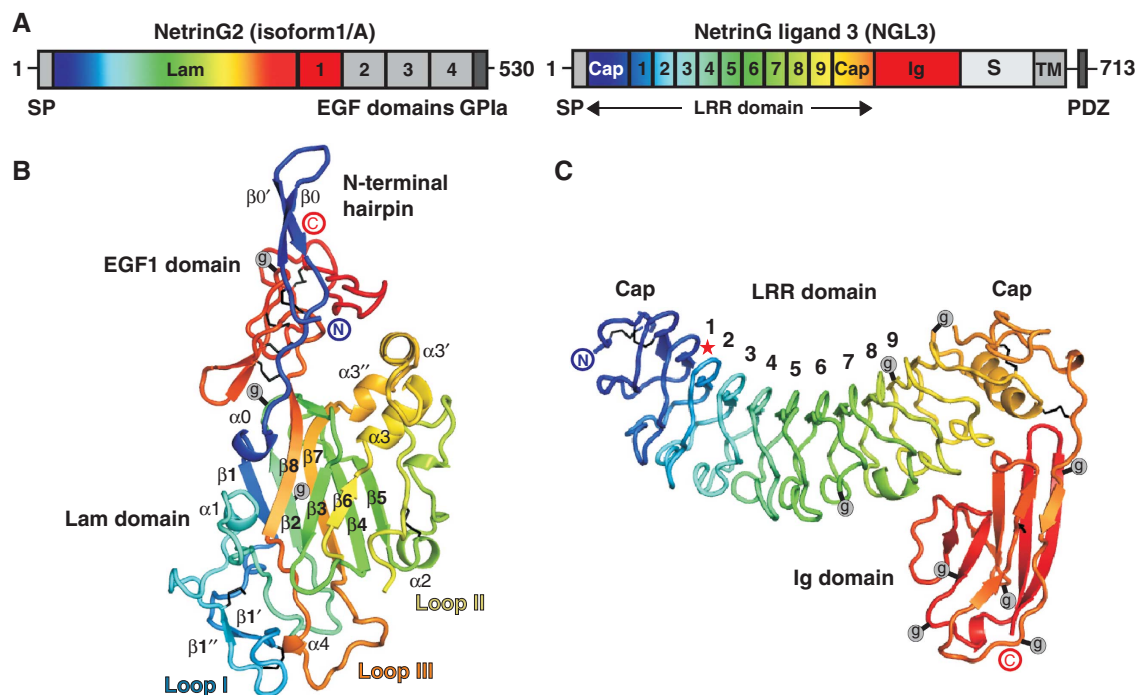 A
NetrinG2 (isoform1/A)
1 Lam 1 2 3 4 530
SP EGF domains GPIa
NetrinG ligand 3 (NGL3)
1 Cap 1 2 3 4 5 6 7 8 9 Cap Ig S TM 713
SP LRR domain PDZ
B
β0′ β0 N-terminal
hairpin
C
g
EGF1 domain
N
α3′
α3′′
g
α0
α3
β7
β1 β8
g β6 β5
α1
Lam domain
β2 β3 β4
α2
Loop II
β1′
β1′′ α4
Loop III
Loop I
C
Cap LRR domain Cap
g
1 2 3 4 5 6 7 8 9
N
g
g
g
Ig domain
g
g
g
g
C